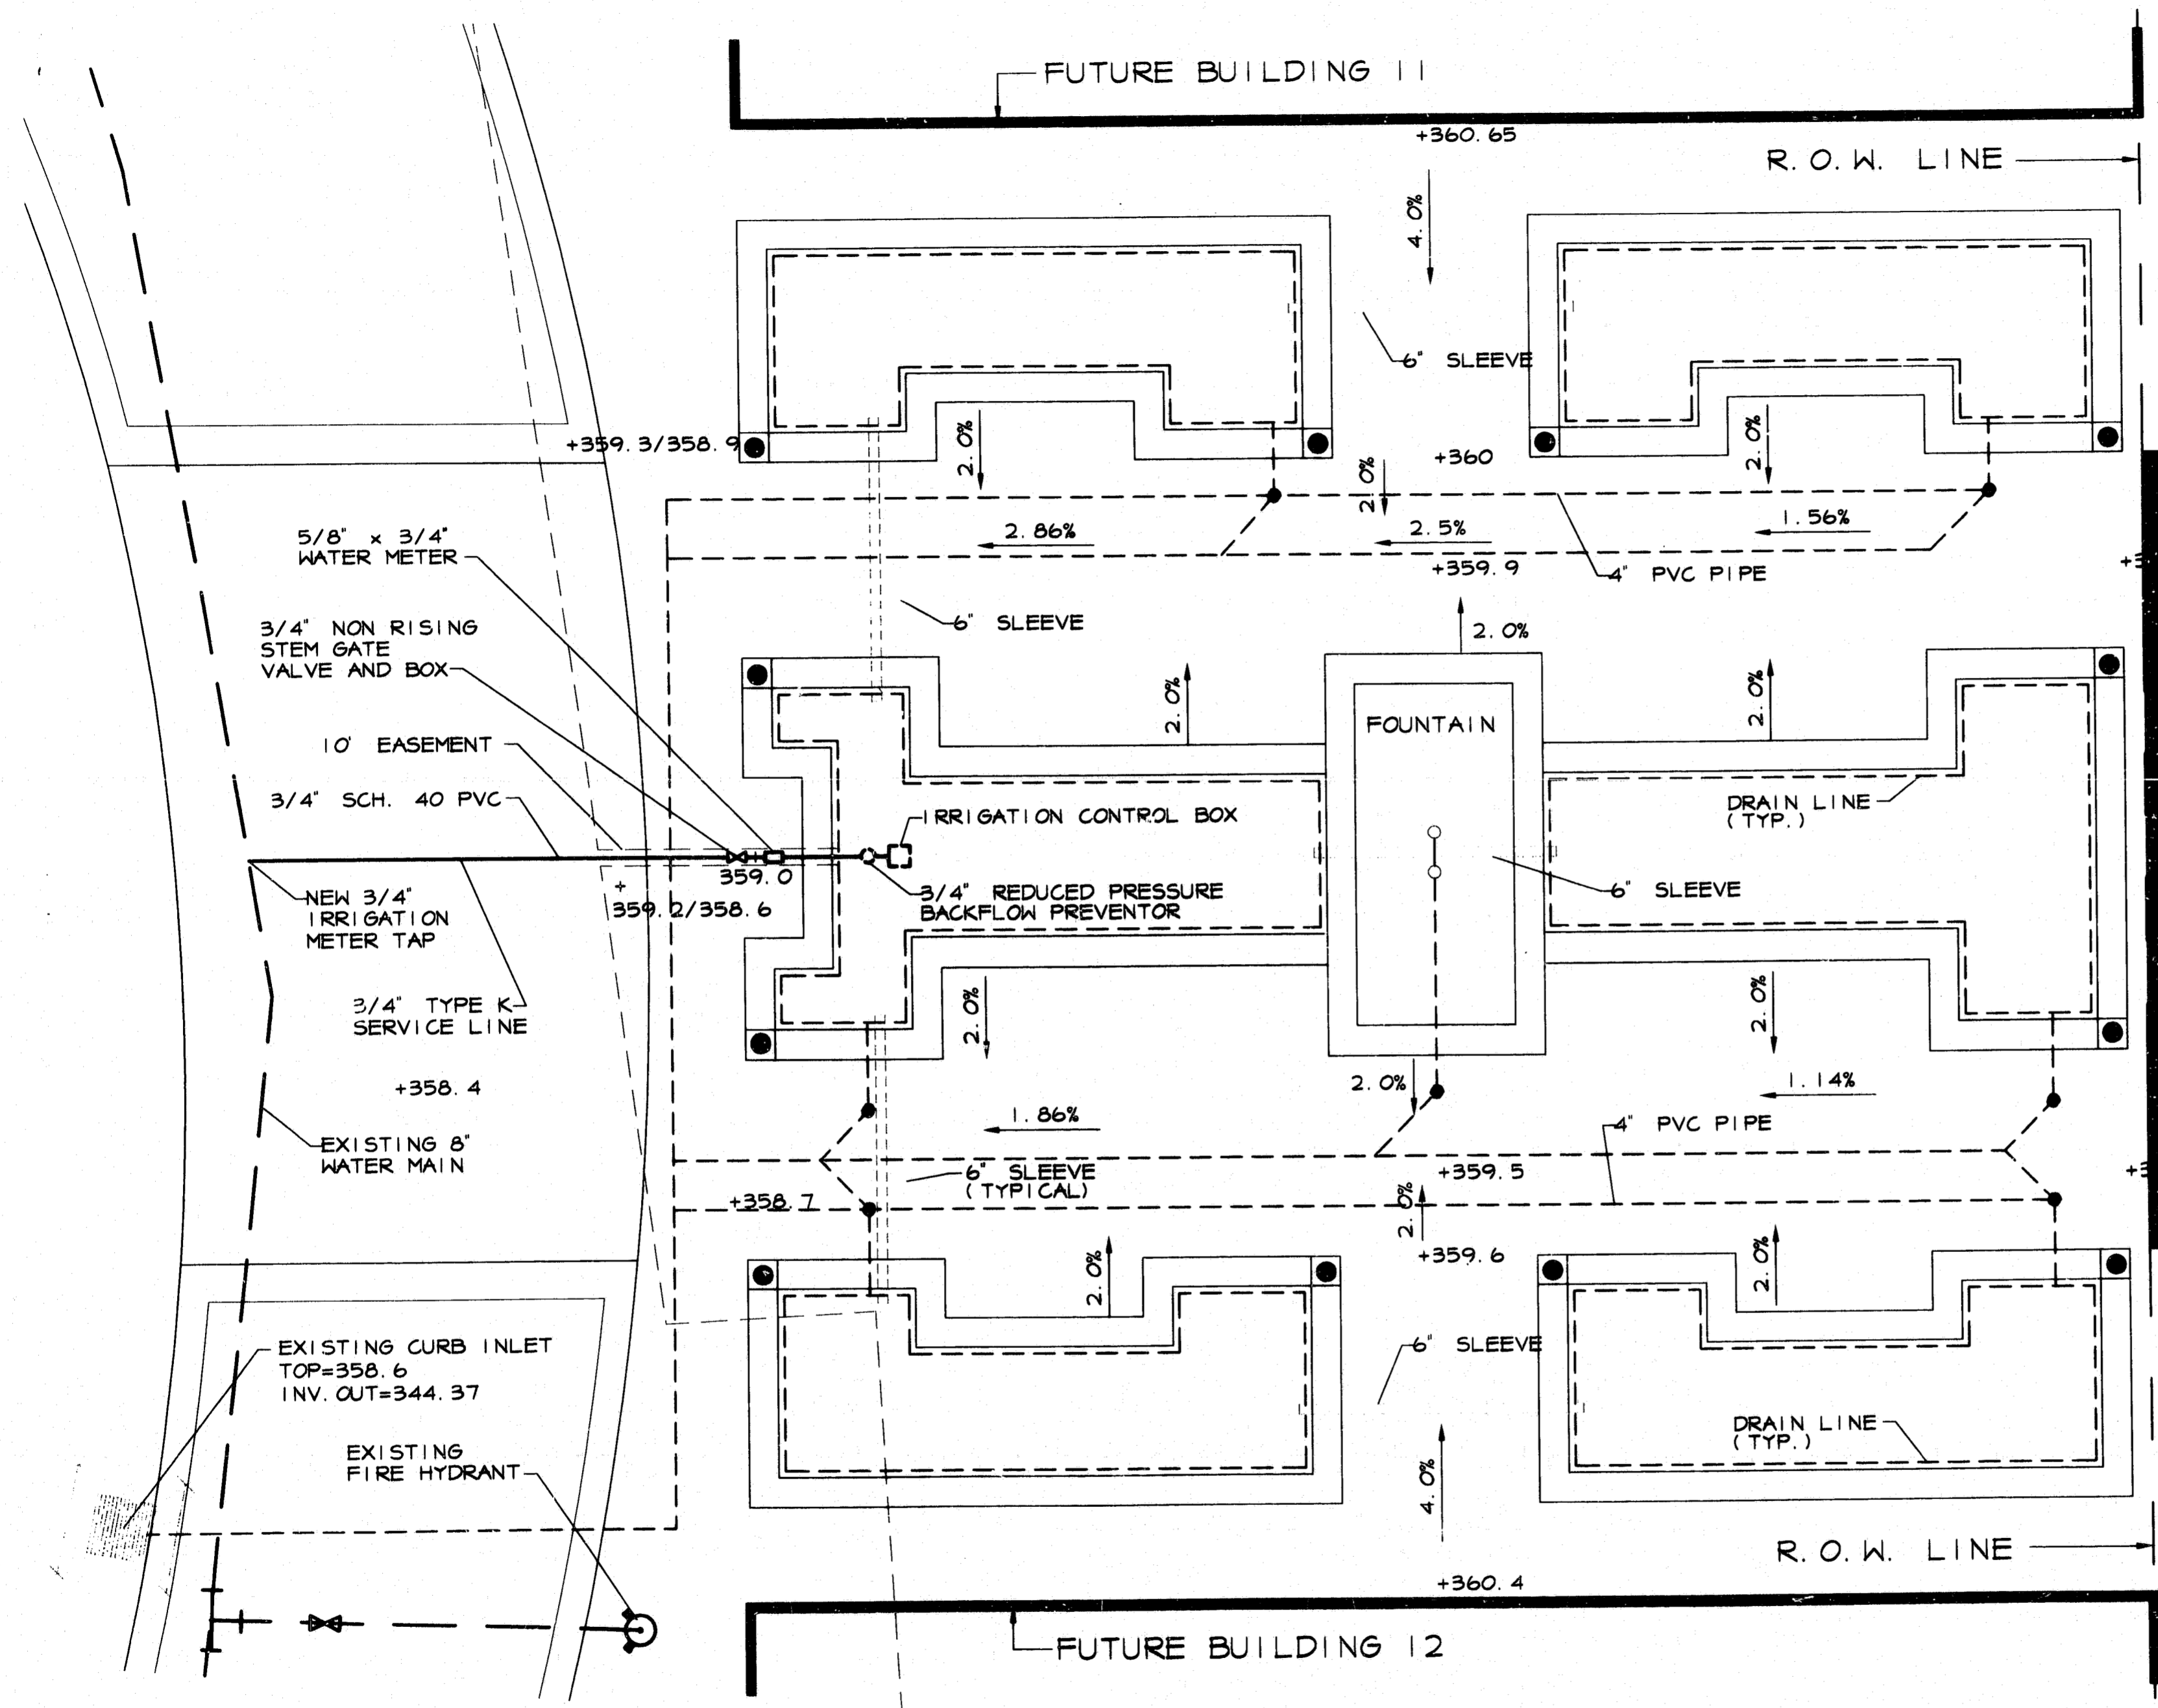 FUTURE BUILDING 11
+360.65
R.O.W. LINE
4.0%
6" SLEEVE
+359.3/358.9
2.0%
2.0%
+360
2.0%
5/8" x 3/4"
WATER METER
2.86%
2.5%
1.56%
+359.9
4" PVC PIPE
3/4" NON RISING
STEM GATE
VALVE AND BOX
6" SLEEVE
2.0%
2.0%
2.0%
FOUNTAIN
10' EASEMENT
3/4" SCH. 40 PVC
IRRIGATION CONTROL BOX
DRAIN LINE
(TYP.)
359.0
+
359.2/358.6
3/4" REDUCED PRESSURE
BACKFLOW PREVENTOR
6" SLEEVE
NEW 3/4"
IRRIGATION
METER TAP
3/4" TYPE K
SERVICE LINE
2.0%
2.0%
+358.4
2.0%
1.14%
1.86%
4" PVC PIPE
EXISTING 8"
WATER MAIN
6" SLEEVE
(TYPICAL)
+359.5
+358.7
2.0%
+359.6
2.0%
2.0%
EXISTING CURB INLET
TOP=358.6
INV. OUT=344.37
6" SLEEVE
DRAIN LINE
(TYP.)
EXISTING
FIRE HYDRANT
4.0%
R.O.W. LINE
+360.4
FUTURE BUILDING 12